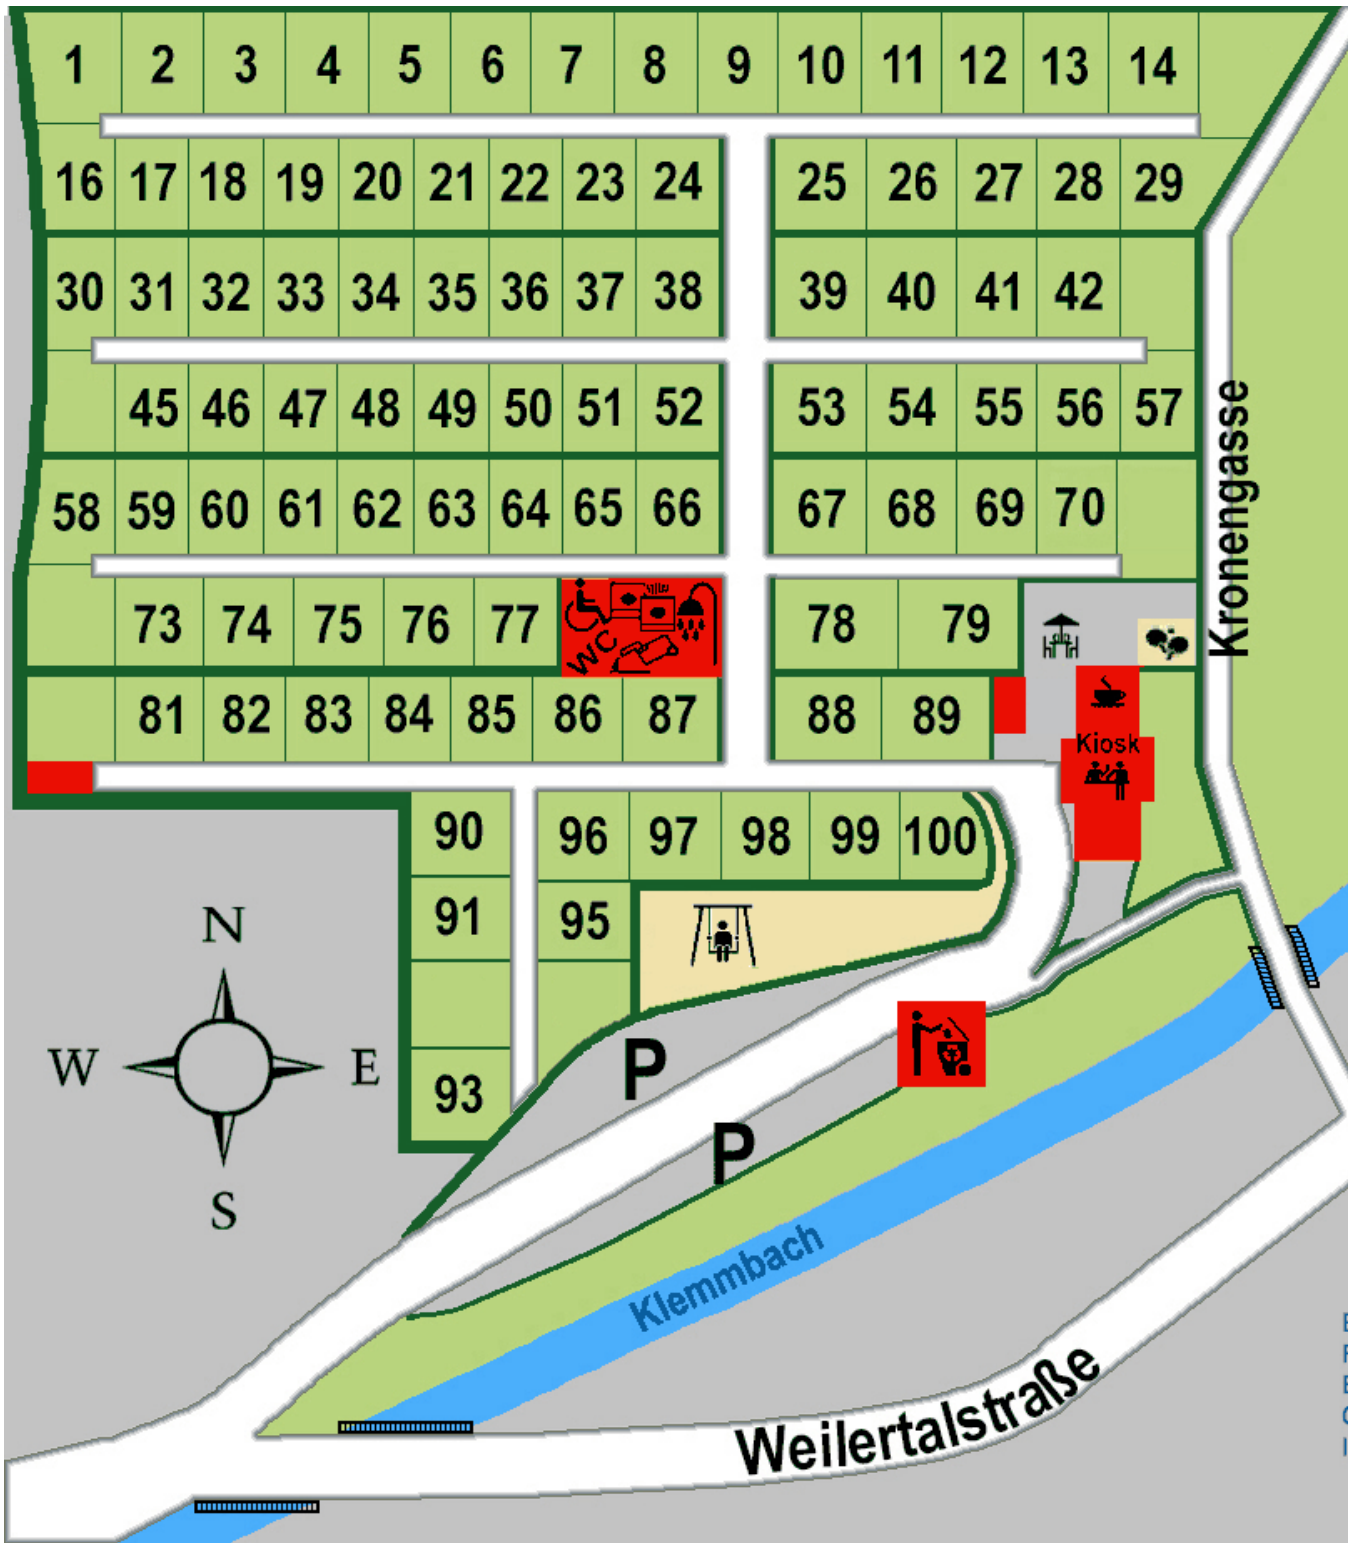 1 2 3 4 5 6 7 8 9 10 11 12 13 14
16 17 18 19 20 21 22 23 24 25 26 27 28 29
30 31 32 33 34 35 36 37 38 39 40 41 42
45 46 47 48 49 50 51 52 53 54 55 56 57
Kronengasse
58 59 60 61 62 63 64 65 66 67 68 69 70
73 74 75 76 77 WC 78 79
81 82 83 84 85 86 87 88 89
Kiosk
90 96 97 98 99 100
91 95
N
W E
S
93
P
P
Klemmbach
Weilertalstraße